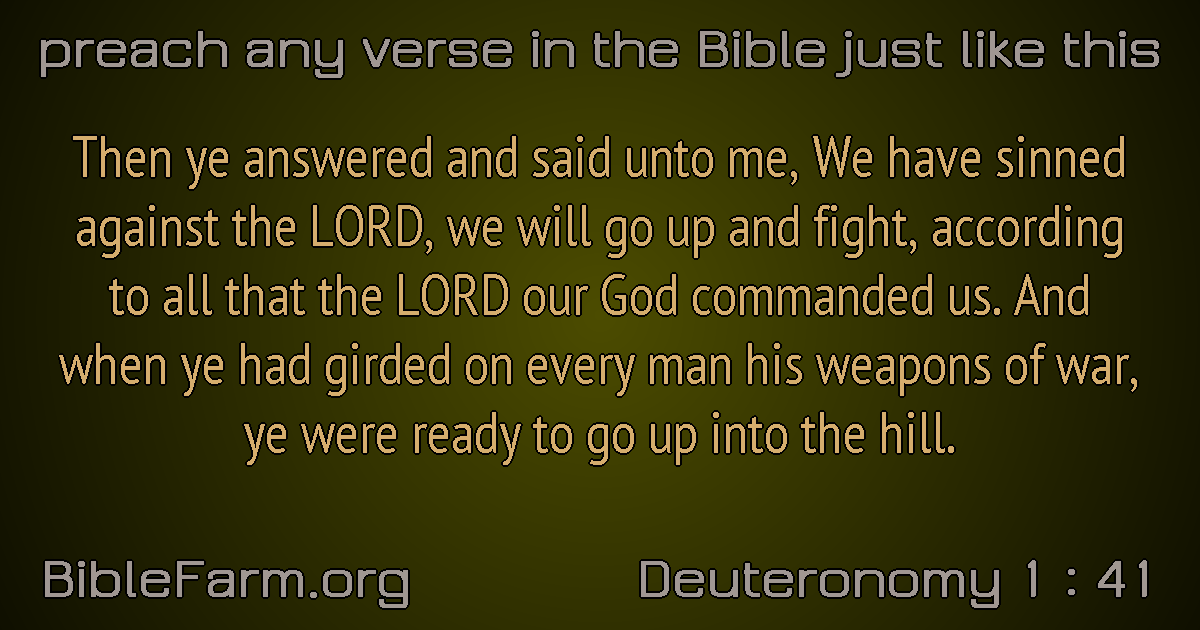 preach any verse in the Bible just like this
Then ye answered and said unto me, We have sinned
against the LORD, we will go up and fight, according
to all that the LORD our God commanded us. And
when ye had girded on every man his weapons of war,
ye were ready to go up into the hill.
BibleFarm.org
Deuteronomy 1 : 41